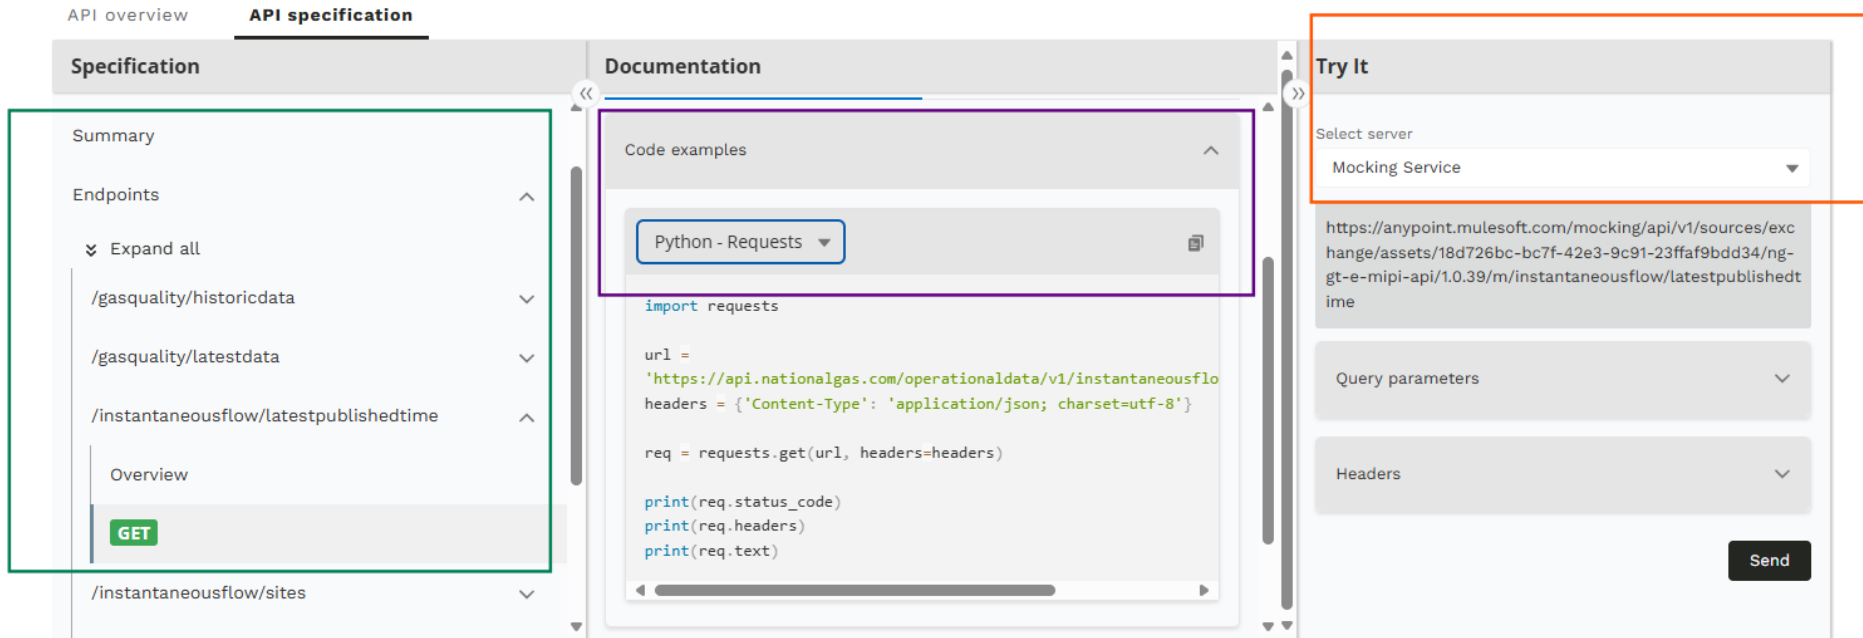 API overview
API specification
Specification
Summary
Endpoints
Expand all
/gasquality/historicdata
/gasquality/latestdata
/instantaneousflow/latestpublishedtime
Overview
GET
/instantaneousflow/sites
Documentation
Code examples
Python - Requests
import requests
url =
'https://api.nationalgas.com/operationaldata/v1/instantaneousflo
headers = {'Content-Type': 'application/json; charset=utf-8'}
req = requests.get(url, headers=headers)
print(req.status_code)
print(req.headers)
print(req.text)
Try It
Select server
Mocking Service
https://anypoint.mulesoft.com/mocking/api/v1/sources/exc
hange/assets/18d726bc-bc7f-42e3-9c91-23ffaf9bdd34/ng-
gt-e-mipi-api/1.0.39/m/instantaneousflow/latestpublishedt
ime
Query parameters
Headers
Send